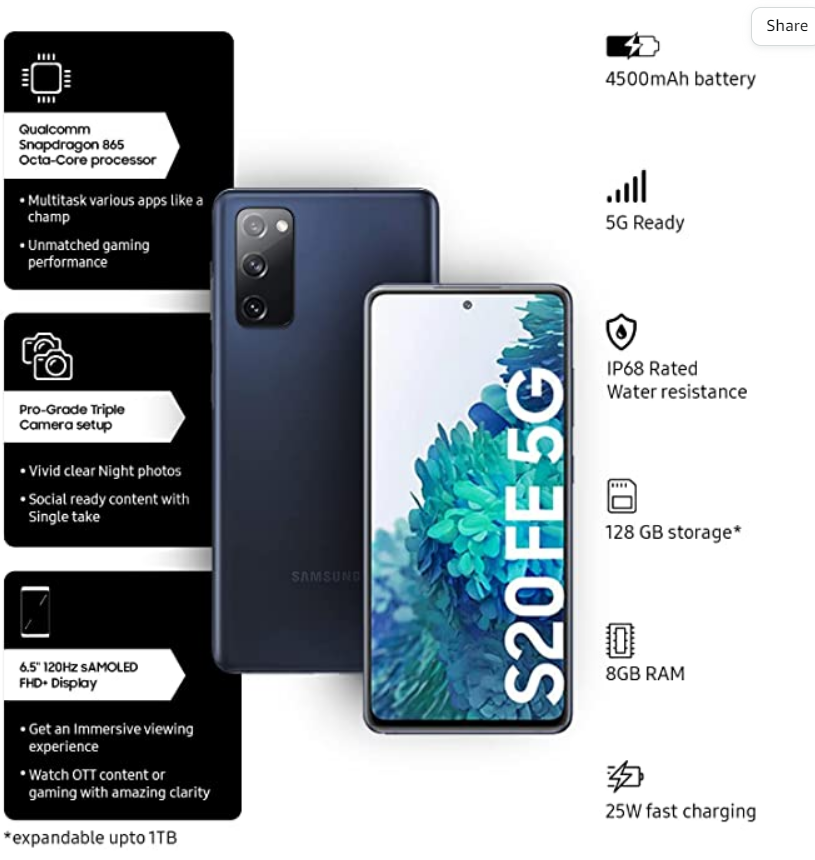 Share
Qualcomm
Snapdragon 865
Octa-Core processor
• Multitask various apps like a
champ
• Unmatched gaming
performance
Pro-Grade Triple
Camera setup
• Vivid clear Night photos
• Social ready content with
Single take
6.5" 120Hz sAMOLED
FHD+ Display
• Get an Immersive viewing
experience
• Watch OTT content or
gaming with amazing clarity
*expandable upto 1TB
SAMSUNG
S20 FE 5G
4500mAh battery
5G Ready
IP68 Rated
Water resistance
128 GB storage*
8GB RAM
25W fast charging